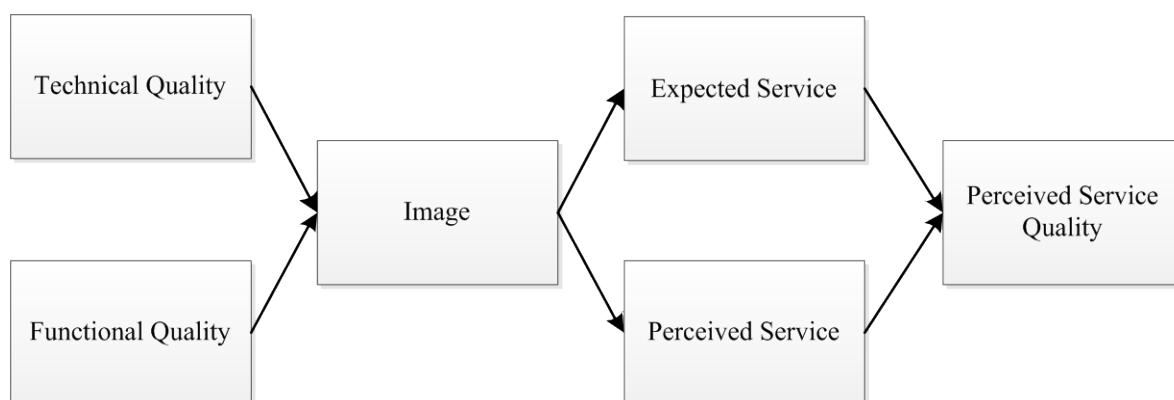 Technical Quality
Functional Quality
Image
Expected Service
Perceived Service
Perceived Service
Quality